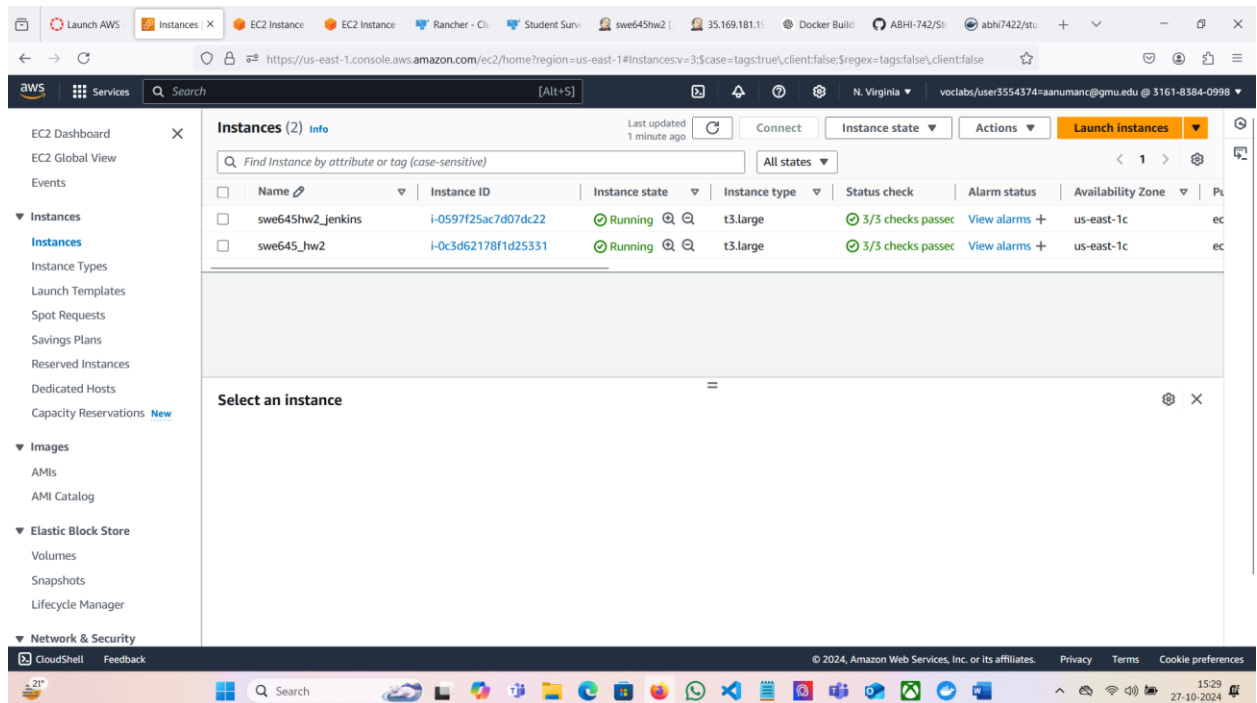 Launch AWS
Instances |
EC2 Instance
EC2 Instance
Rancher - Clu
Student Surv
swe645hw2 [
35.169.181.19
Docker Build
ABHI-742/St
abhi7422/stu
https://us-east-1.console.aws.amazon.com/ec2/home?region=us-east-1#Instances:v=3;$case=tags:true\,client:false;$regex=tags:false\,client:false
aws
Services
Search
[Alt+S]
N. Virginia
voclabs/user3554374=aanumanc@gmu.edu @ 3161-8384-0998
EC2 Dashboard
EC2 Global View
Events
Instances
Instances
Instance Types
Launch Templates
Spot Requests
Savings Plans
Reserved Instances
Dedicated Hosts
Capacity Reservations New
Images
AMIs
AMI Catalog
Elastic Block Store
Volumes
Snapshots
Lifecycle Manager
Network & Security
Instances (2) Info
Last updated
1 minute ago
Connect
Instance state
Actions
Launch instances
Find Instance by attribute or tag (case-sensitive)
All states
1
Name Instance ID Instance state Instance type Status check Alarm status Availability Zone Pu
swe645hw2_jenkins i-0597f25ac7d07dc22 Running t3.large 3/3 checks passec View alarms + us-east-1c ec
swe645_hw2 i-0c3d62178f1d25331 Running t3.large 3/3 checks passec View alarms + us-east-1c ec
Select an instance
CloudShell Feedback
© 2024, Amazon Web Services, Inc. or its affiliates. Privacy Terms Cookie preferences
21°
Search
15:29
27-10-2024